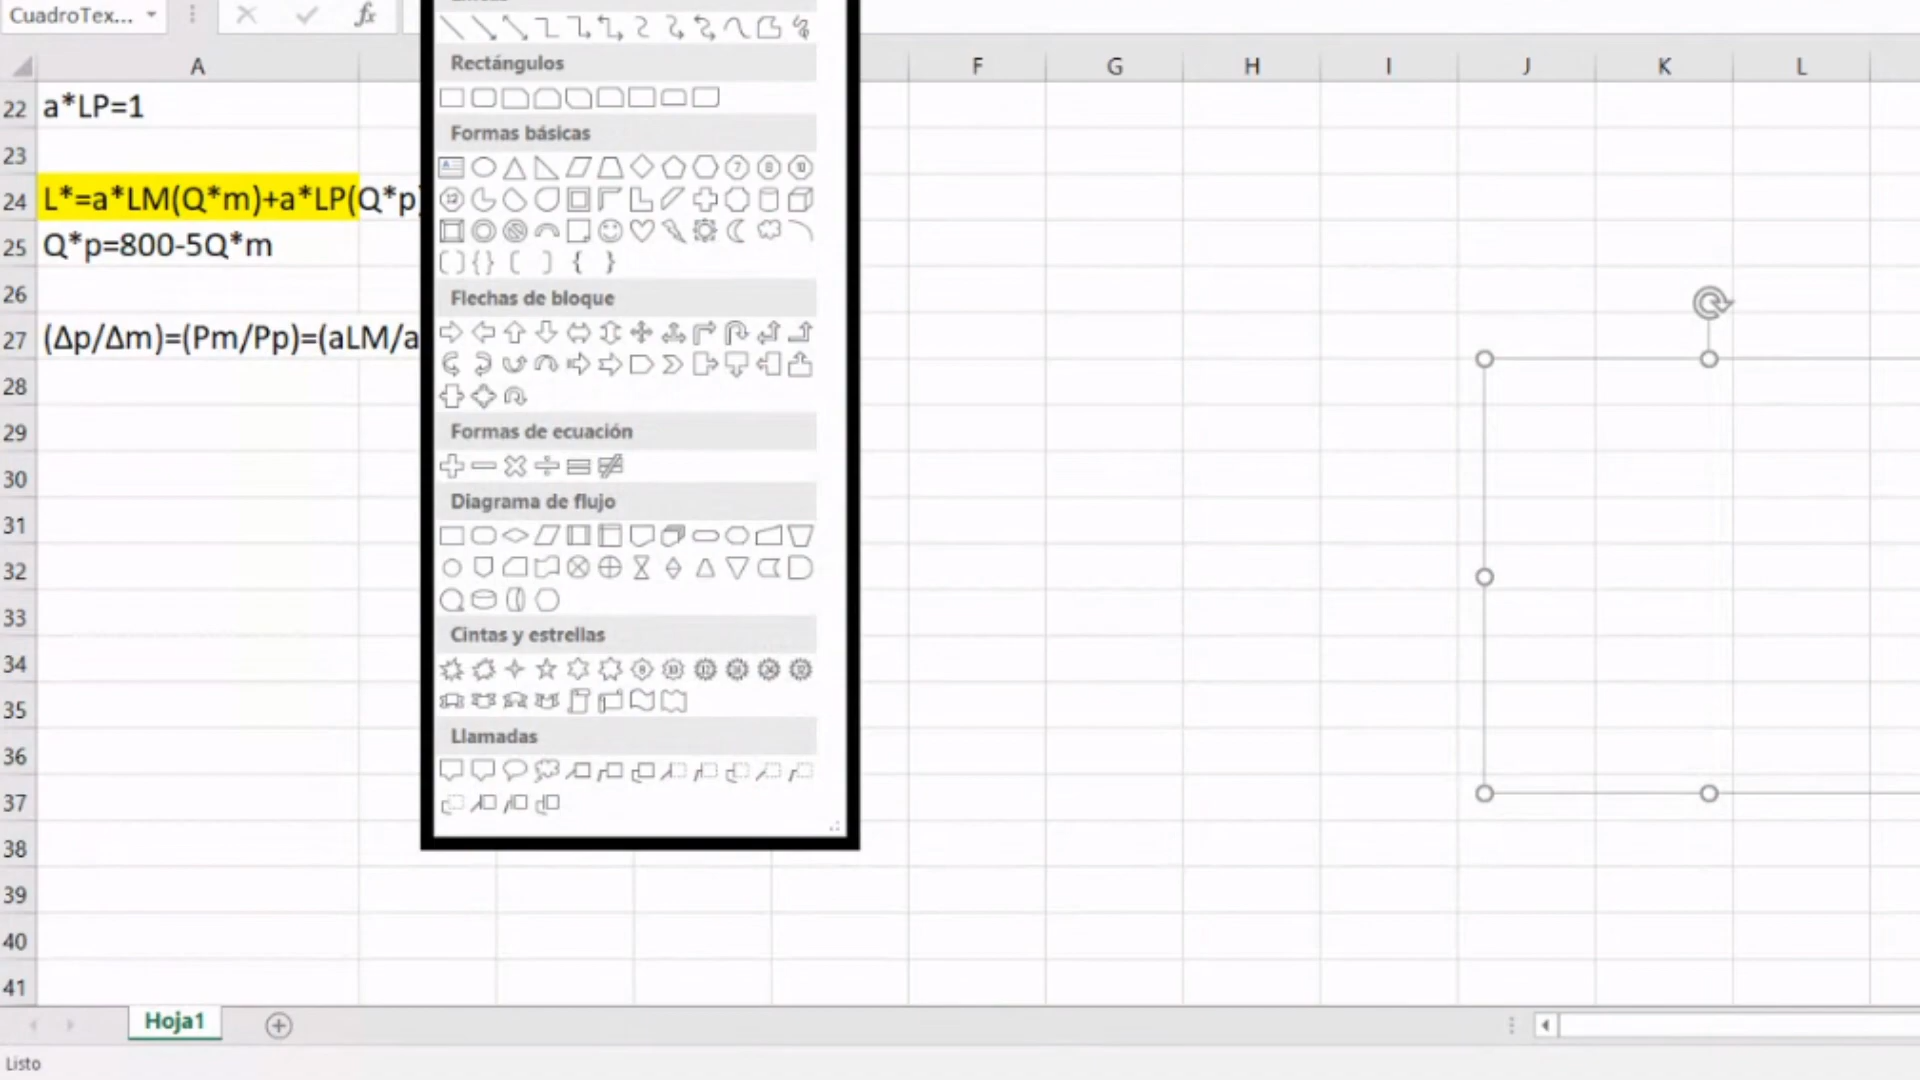 CuadroTex...
fx
A F G H I J K L
22 a*LP=1
23
24 L*=a*LM(Q*m)+a*LP(Q*p)
25 Q*p=800-5Q*m
26
27 (Δp/Δm)=(Pm/Pp)=(aLM/a
28
29
30
31
32
33
34
35
36
37
38
39
40
41
Rectángulos
Formas básicas
Flechas de bloque
Formas de ecuación
Diagrama de flujo
Cintas y estrellas
Llamadas
Hoja1
Listo